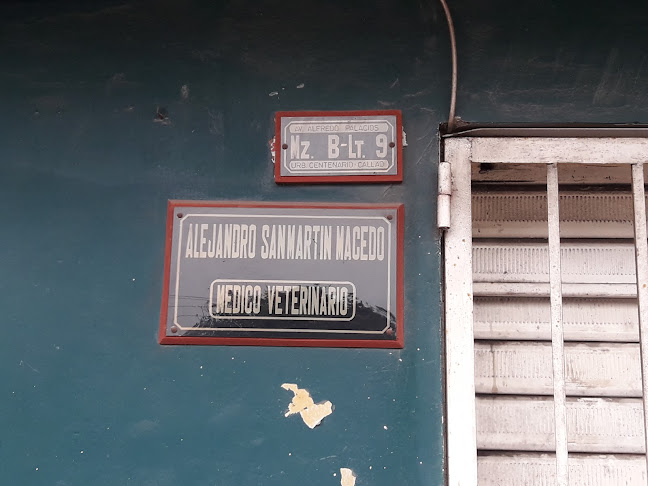 AV. ALFREDO PALACIOS
Mz. B-LT. 9
URB. CENTENARIO-CALLAO
ALEJANDRO SANMARTIN MACEDO
MEDICO VETERINARIO